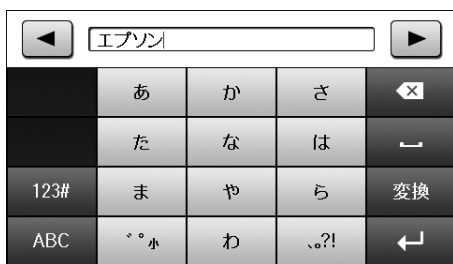 エプソン
あ か さ
た な は
123# ま や ら 変換
ABC ゛゜小 わ 、。?!